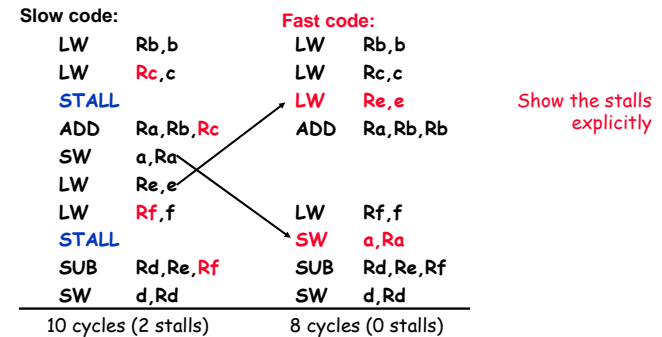 Slow code: Fast code:
LW Rb,b LW Rb,b
LW Rc,c LW Rc,c
STALL LW Re,e Show the stalls
ADD Ra,Rb,Rc ADD Ra,Rb,Rb explicitly
SW a,Ra
LW Re,e
LW Rf,f LW Rf,f
STALL SW a,Ra
SUB Rd,Re,Rf SUB Rd,Re,Rf
SW d,Rd SW d,Rd
10 cycles (2 stalls) 8 cycles (0 stalls)